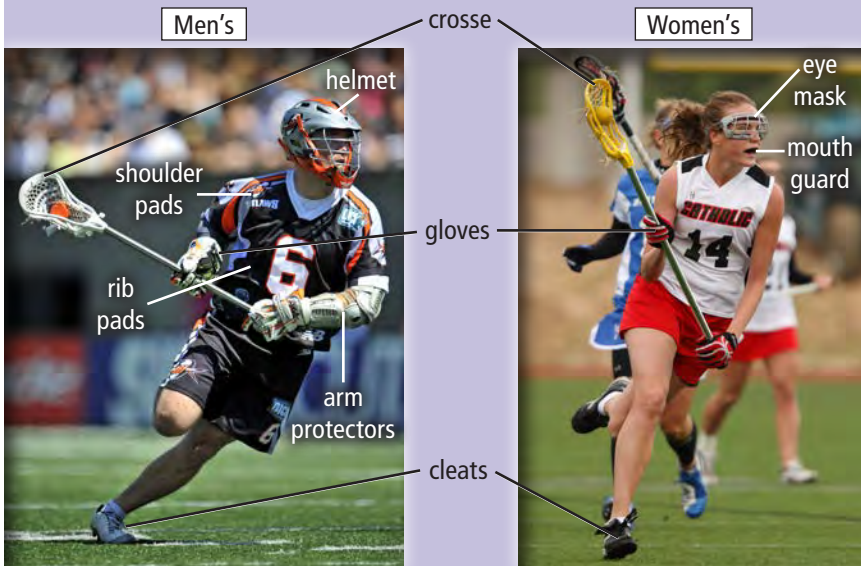 Men's
crosse
Women's
helmet
eye
mask
shoulder
pads
mouth
guard
CATHOLIC
14
gloves
6
rib
pads
arm
protectors
6
cleats